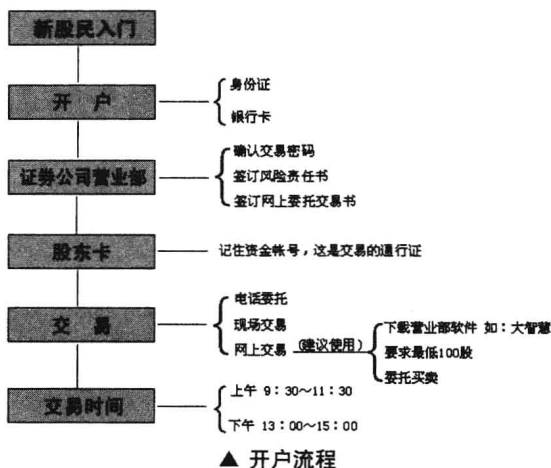 新股民入门
开 户
身份证
银行卡
证券公司营业部
确认交易密码
签订风险责任书
签订网上委托交易书
股东卡
记住资金帐号，这是交易的通行证
交 易
电话委托
现场交易
网上交易 (建议使用)
下载营业部软件 如：大智慧
要求最低100股
委托买卖
交易时间
上午 9：30～11：30
下午 13：00～15：00
▲ 开户流程